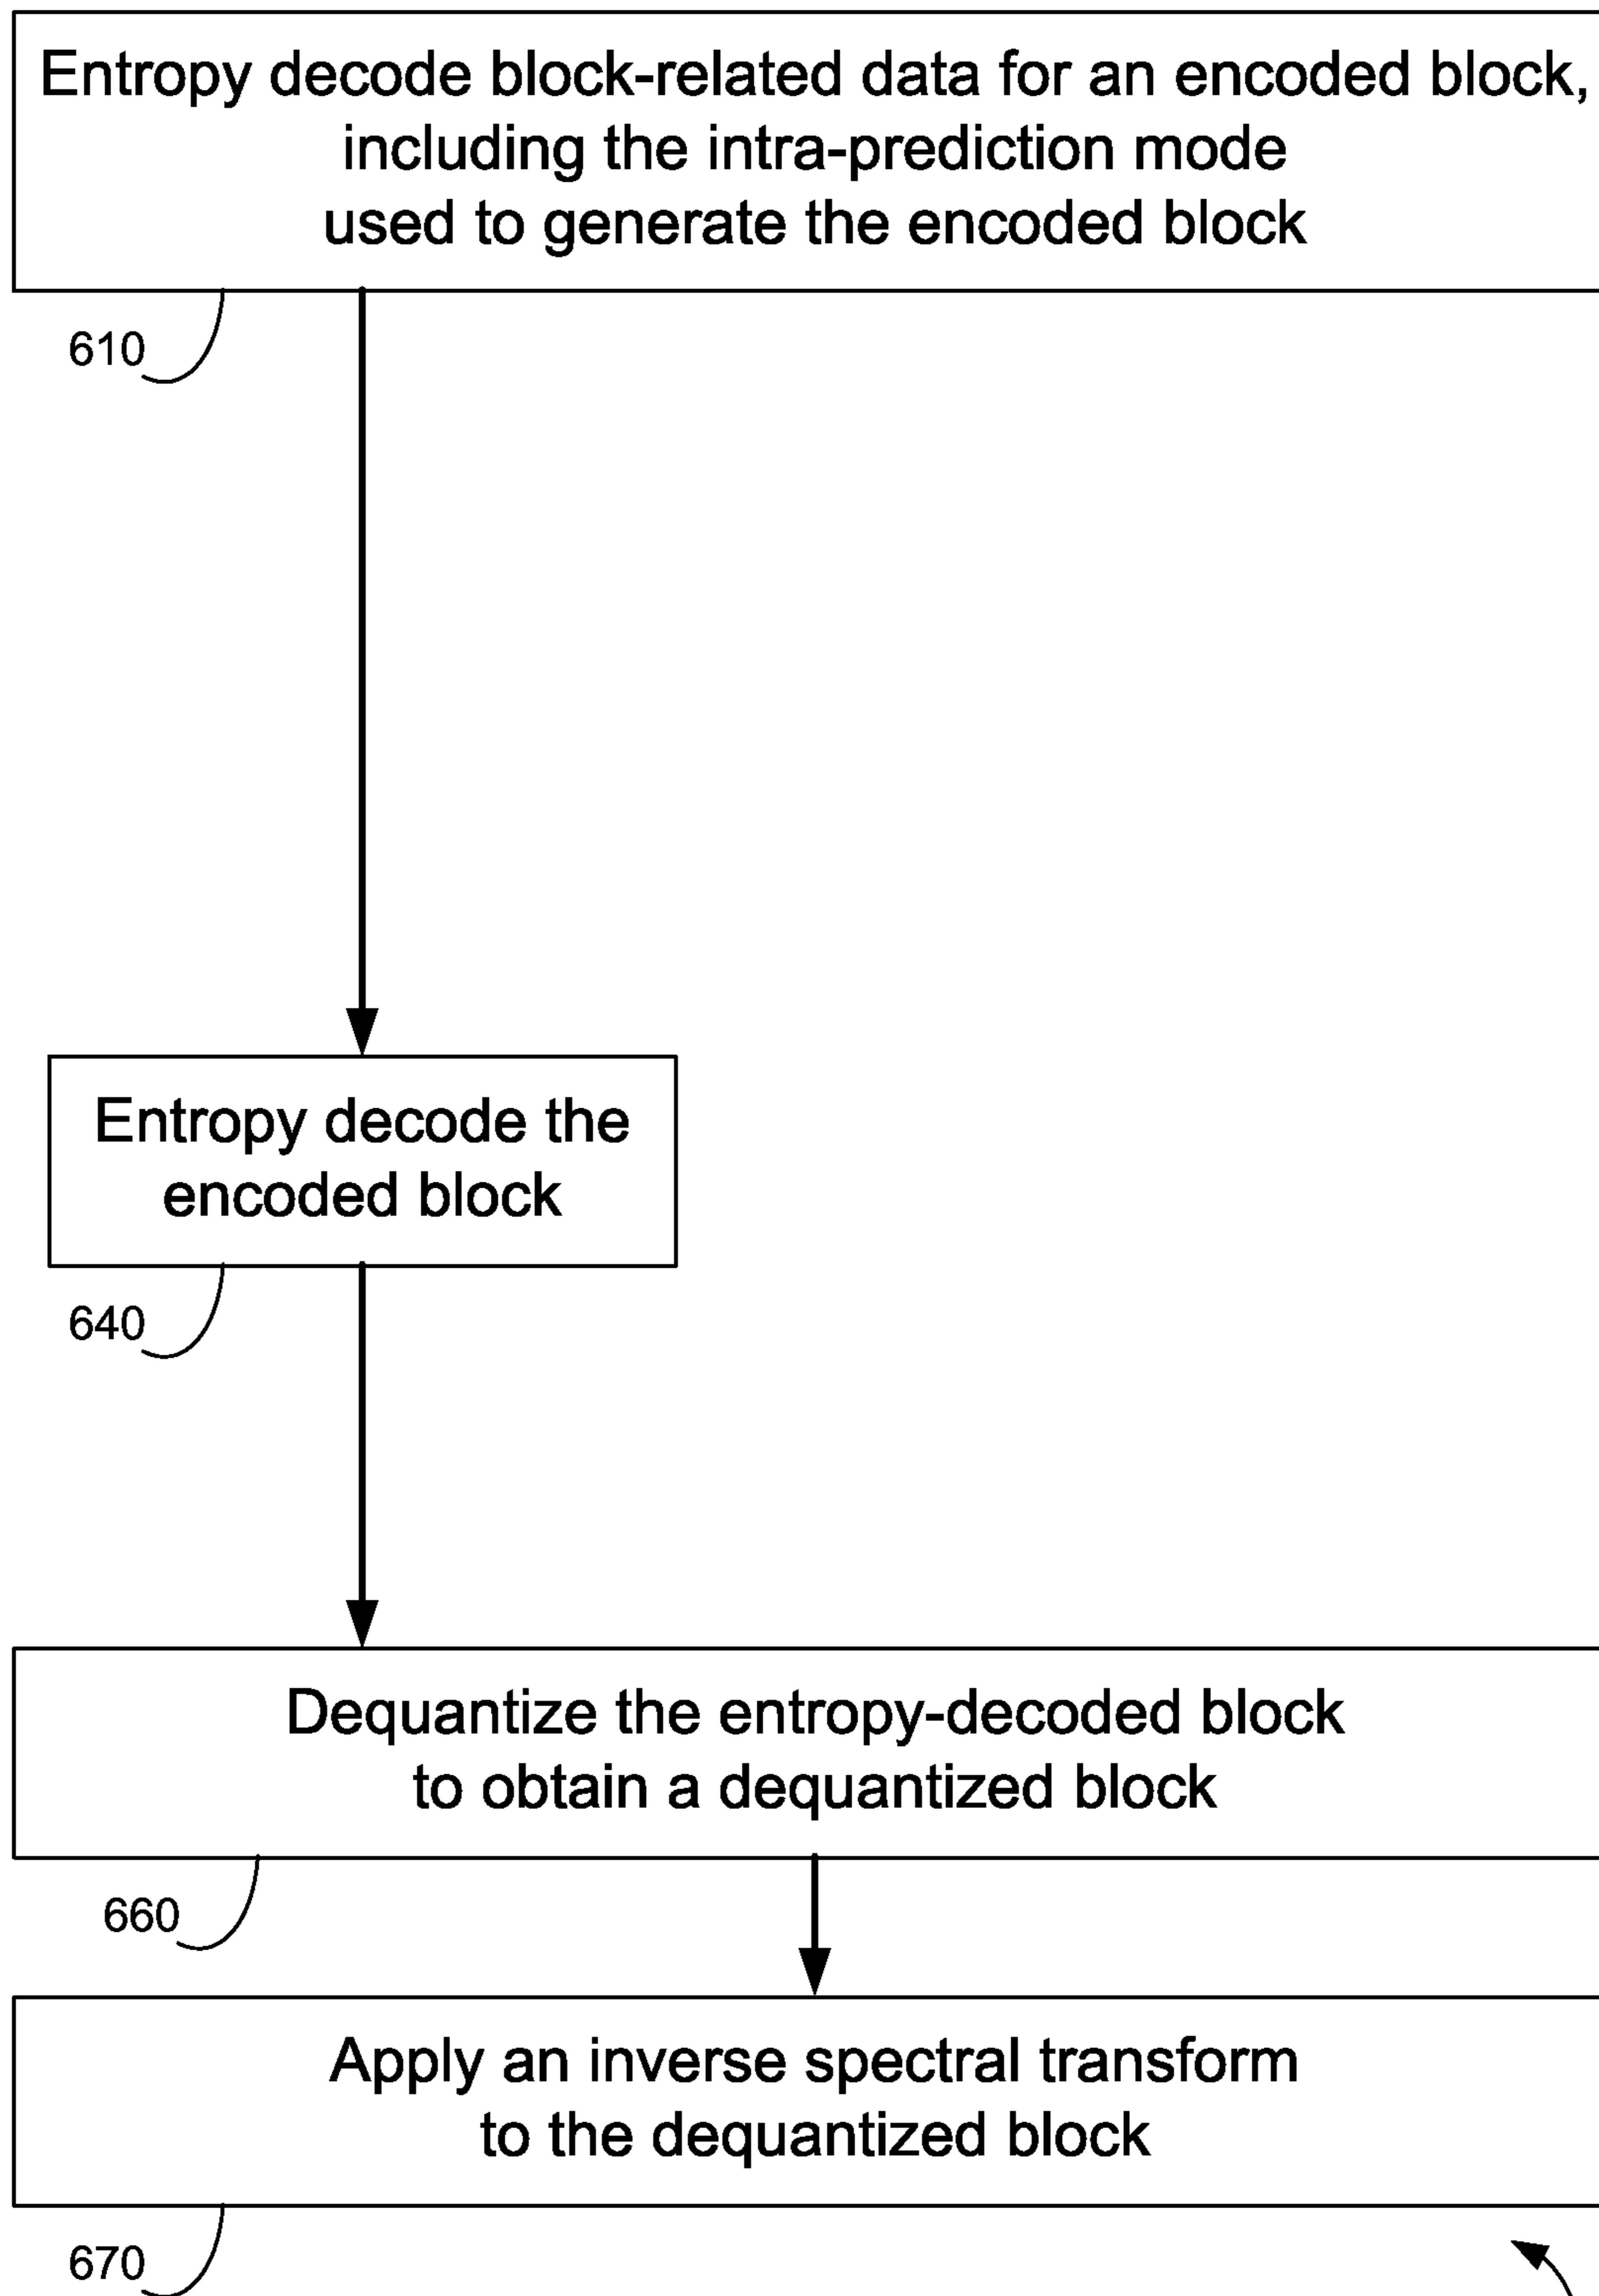 Entropy decode block-related data for an encoded block,
including the intra-prediction mode
used to generate the encoded block
610
Entropy decode the
encoded block
640
Dequantize the entropy-decoded block
to obtain a dequantized block
660
Apply an inverse spectral transform
to the dequantized block
670